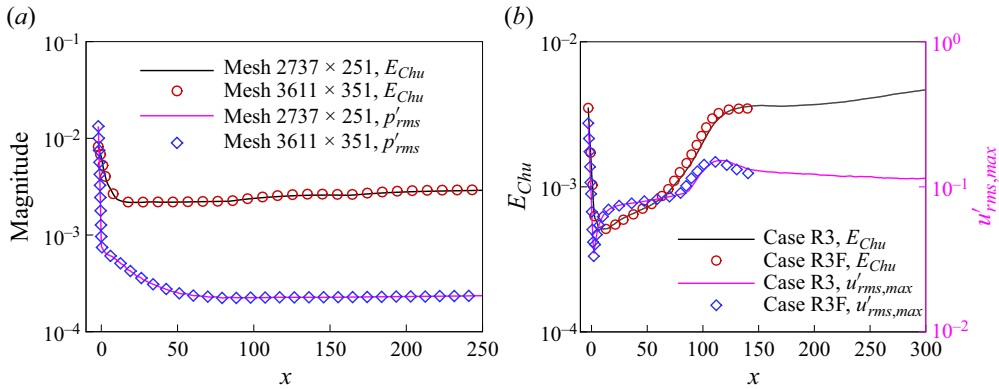 (a)
10⁻¹
10⁻²
10⁻³
10⁻⁴
Magnitude
Mesh 2737 × 251, E_Chu
Mesh 3611 × 351, E_Chu
Mesh 2737 × 251, p′_rms
Mesh 3611 × 351, p′_rms
0 50 100 150 200 250
x
(b)
10⁻²
10⁻³
10⁻⁴
E_Chu
10⁰
10⁻¹
10⁻²
u′_rms,max
Case R3, E_Chu
Case R3F, E_Chu
Case R3, u′_rms,max
Case R3F, u′_rms,max
0 50 100 150 200 250 300
x